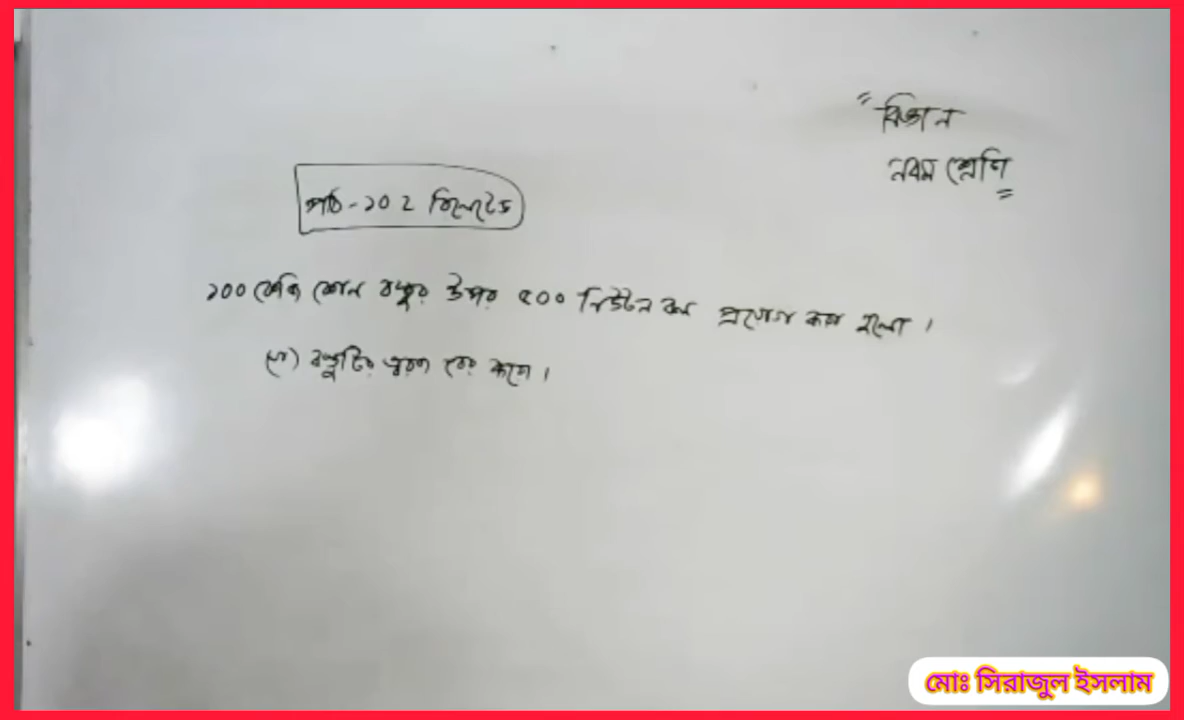 "বিজ্ঞান
নবম শ্রেণি"
পাঠ-১০২ রিলেটেড
১০০ কেজি কোন বস্তুর উপর ৫০০ নিউটন বল প্রয়োগ করা হলো।
বস্তুটির ত্বরণ বের করো।
মোঃ সিরাজুল ইসলাম